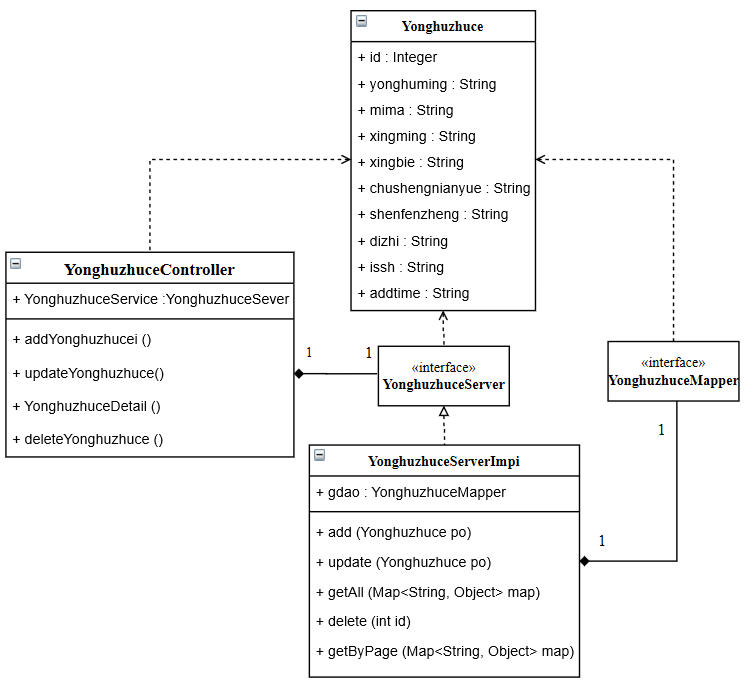 Yonghuzhuce
+ id : Integer
+ yonghuming : String
+ mima : String
+ xingming : String
+ xingbie : String
+ chushengnianyue : String
+ shenfenzheng : String
+ dizhi : String
+ issh : String
+ addtime : String
YonghuzhuceController
+ YonghuzhuceService :YonghuzhuceSever
+ addYonghuzhucei ()
+ updateYonghuzhuce()
+ YonghuzhuceDetail ()
+ deleteYonghuzhuce ()
1
1
«interface»
YonghuzhuceServer
«interface»
YonghuzhuceMapper
1
YonghuzhuceServerImpi
+ gdao : YonghuzhuceMapper
+ add (Yonghuzhuce po)
+ update (Yonghuzhuce po)
+ getAll (Map<String, Object> map)
+ delete (int id)
+ getByPage (Map<String, Object> map)
1